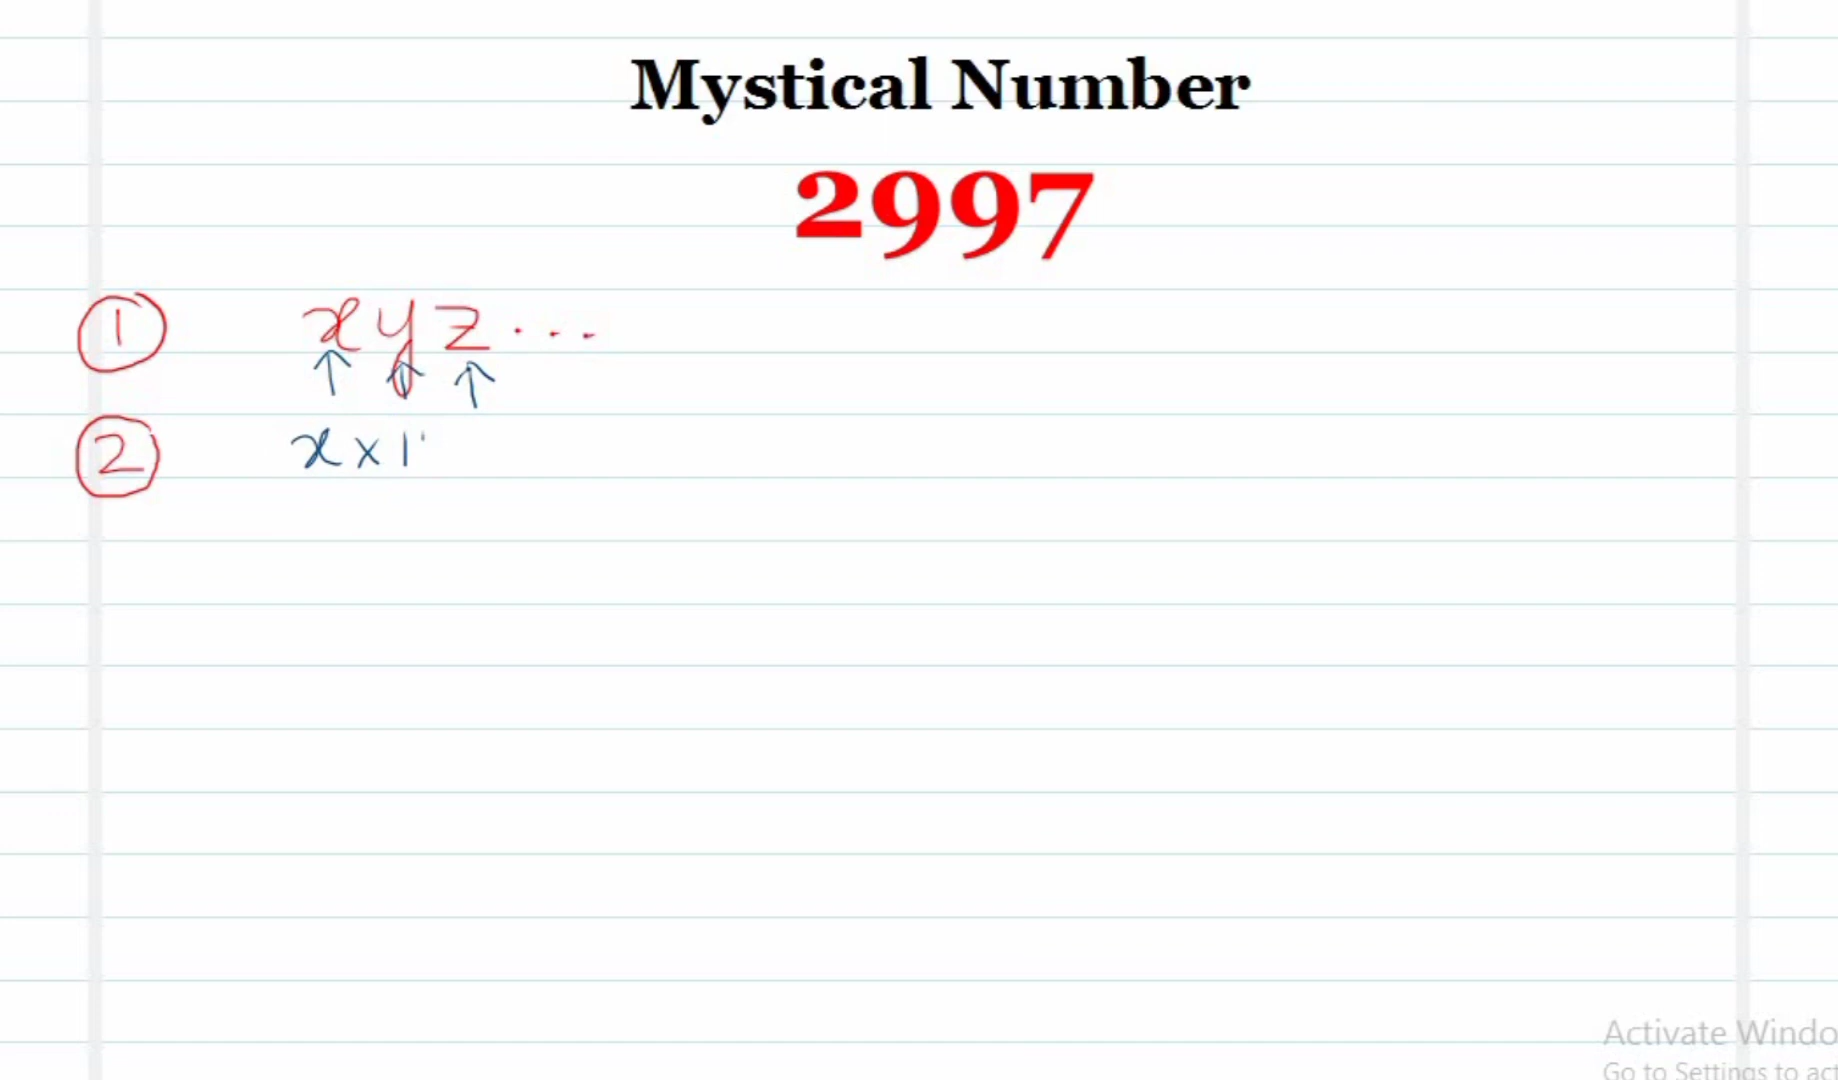 Mystical Number
2997
1 xyz...
2 x×1'
Activate Windo
Go to Settings to act